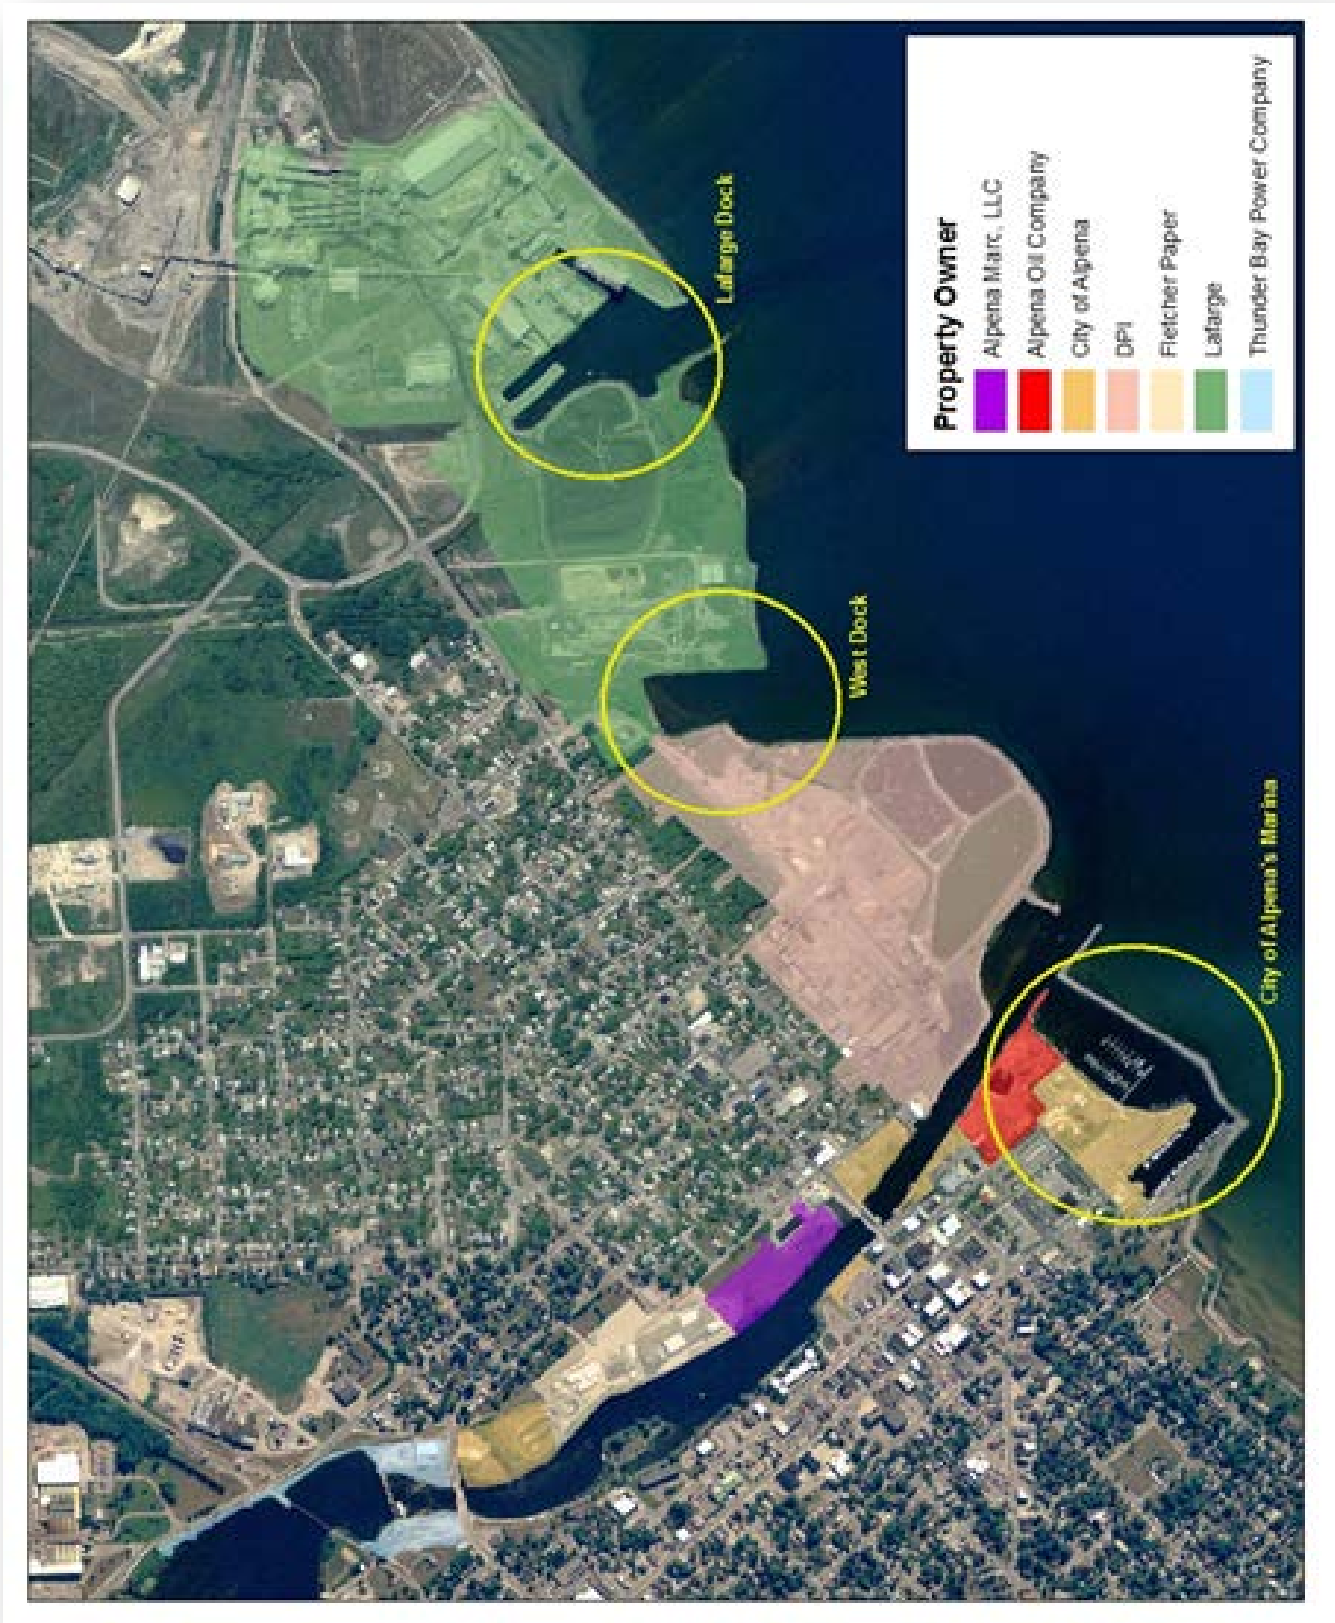 Lafarge Dock
West Dock
City of Alpena's Marina
Property Owner
Alpena Marc, LLC
Alpena Oil Company
City of Alpena
DPI
Fletcher Paper
Lafarge
Thunder Bay Power Company